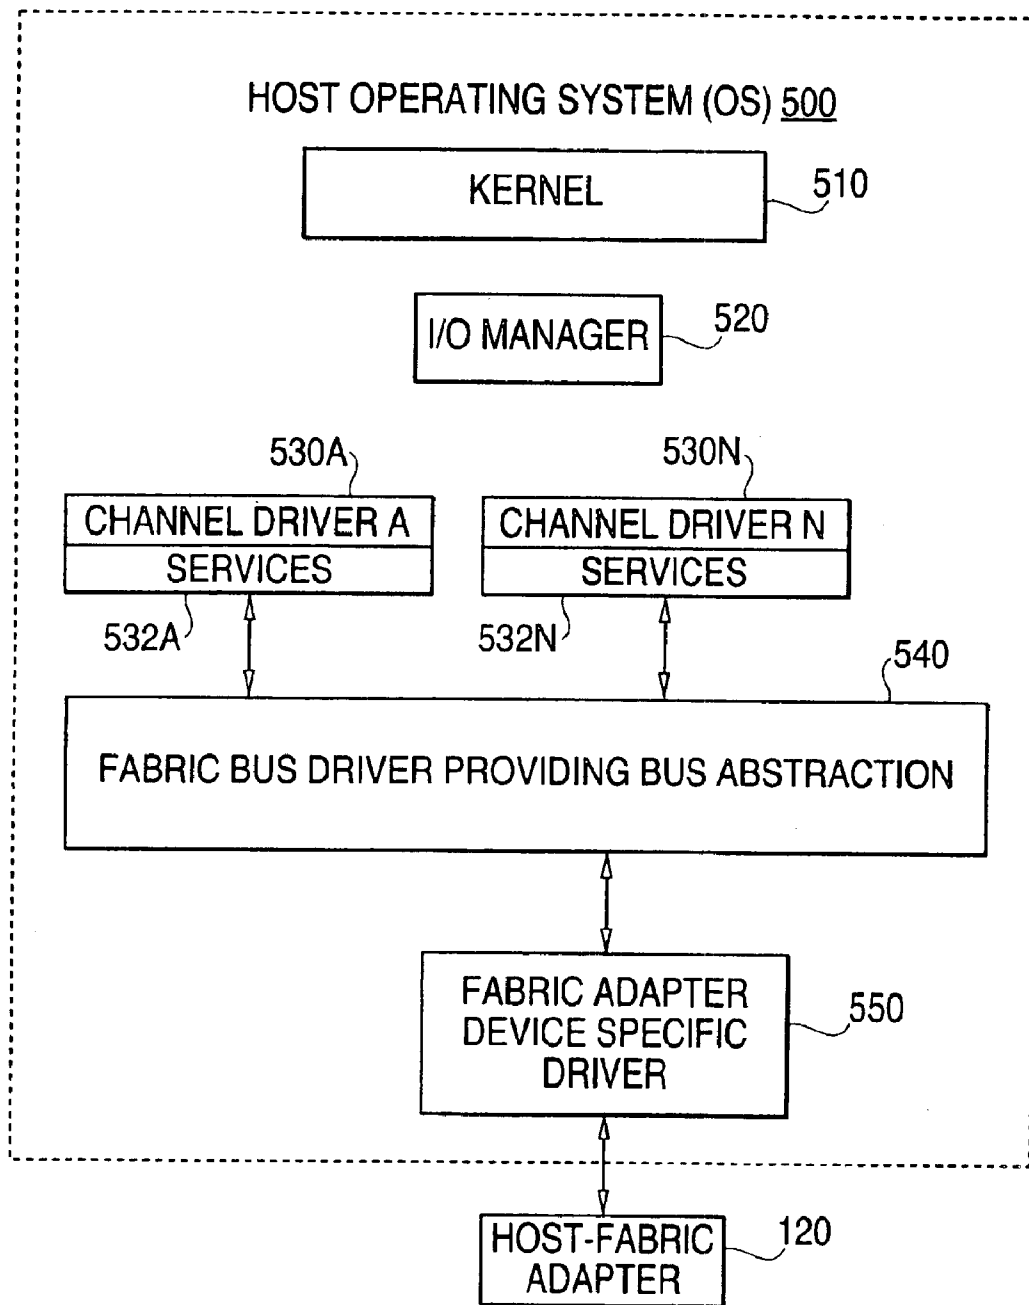 HOST OPERATING SYSTEM (OS) 500
KERNEL
510
I/O MANAGER
520
530A
530N
CHANNEL DRIVER A
SERVICES
CHANNEL DRIVER N
SERVICES
532A
532N
540
FABRIC BUS DRIVER PROVIDING BUS ABSTRACTION
FABRIC ADAPTER
DEVICE SPECIFIC
DRIVER
550
HOST-FABRIC
ADAPTER
120